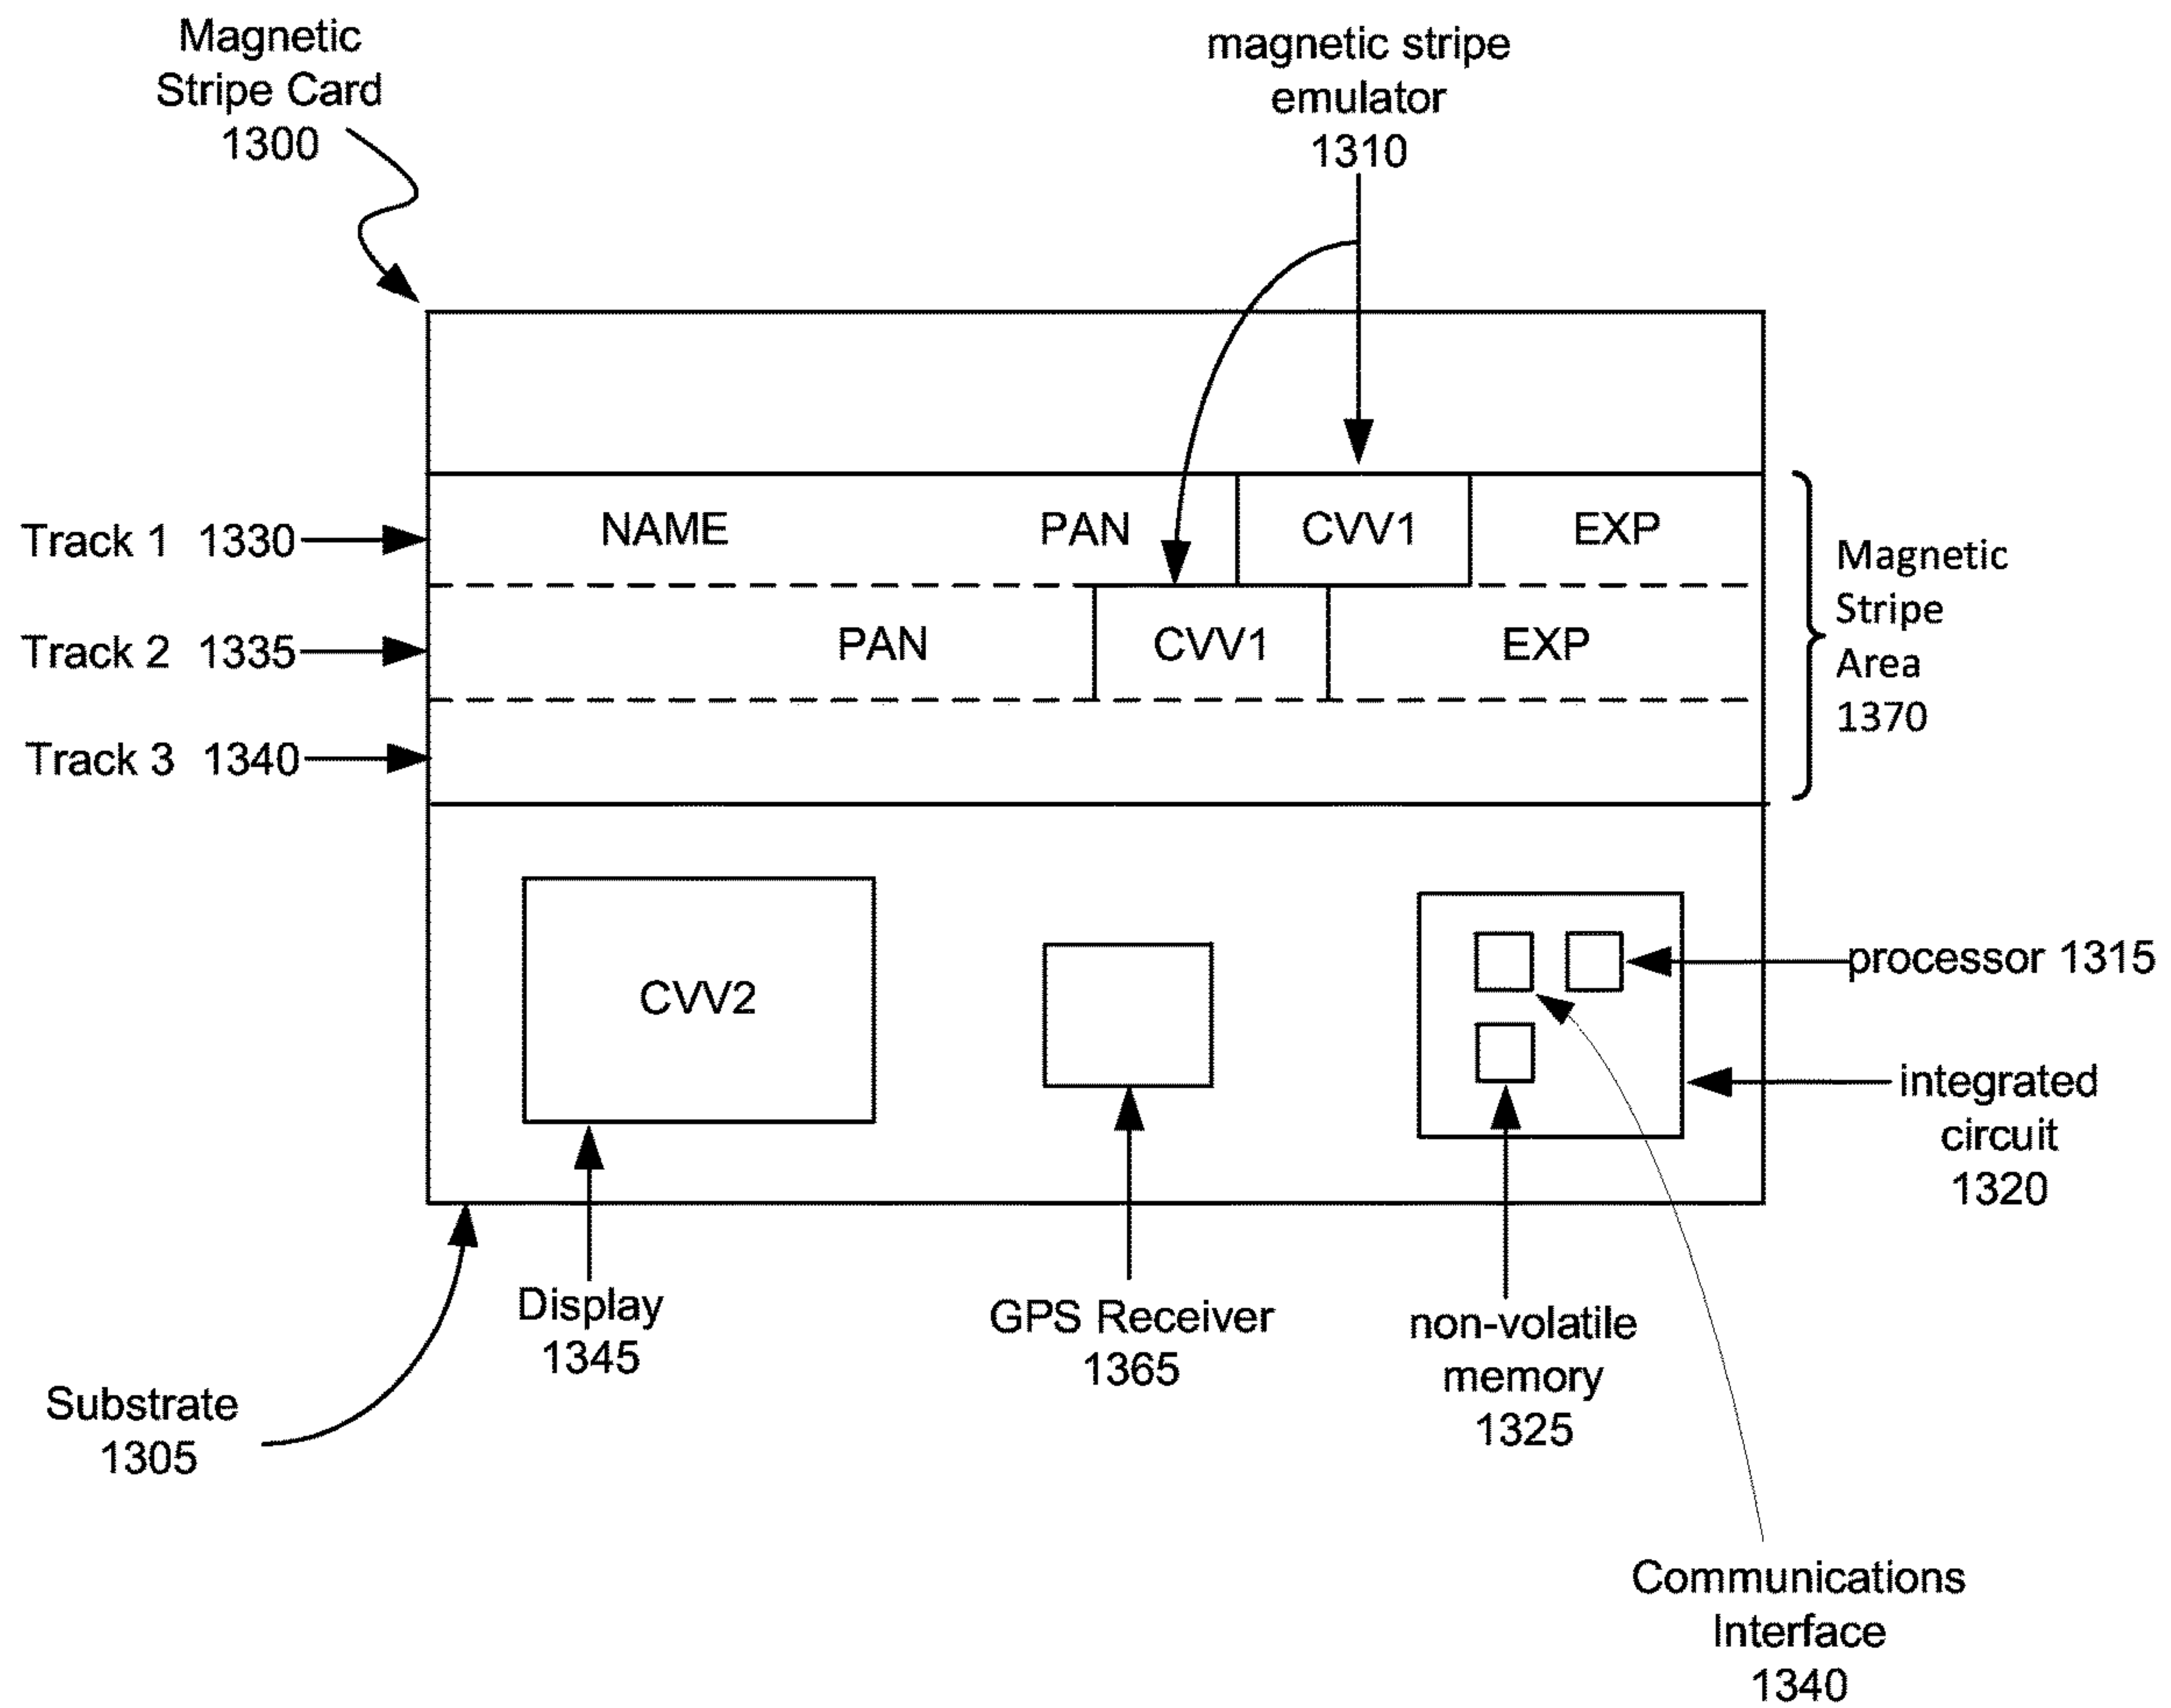 Magnetic
Stripe Card
1300
magnetic stripe
emulator
1310
Track 1 1330
NAME PAN CVV1 EXP
Track 2 1335
PAN CVV1 EXP
Track 3 1340
Magnetic
Stripe
Area
1370
CVV2
processor 1315
integrated
circuit
1320
Display
1345
GPS Receiver
1365
non-volatile
memory
1325
Substrate
1305
Communications
Interface
1340